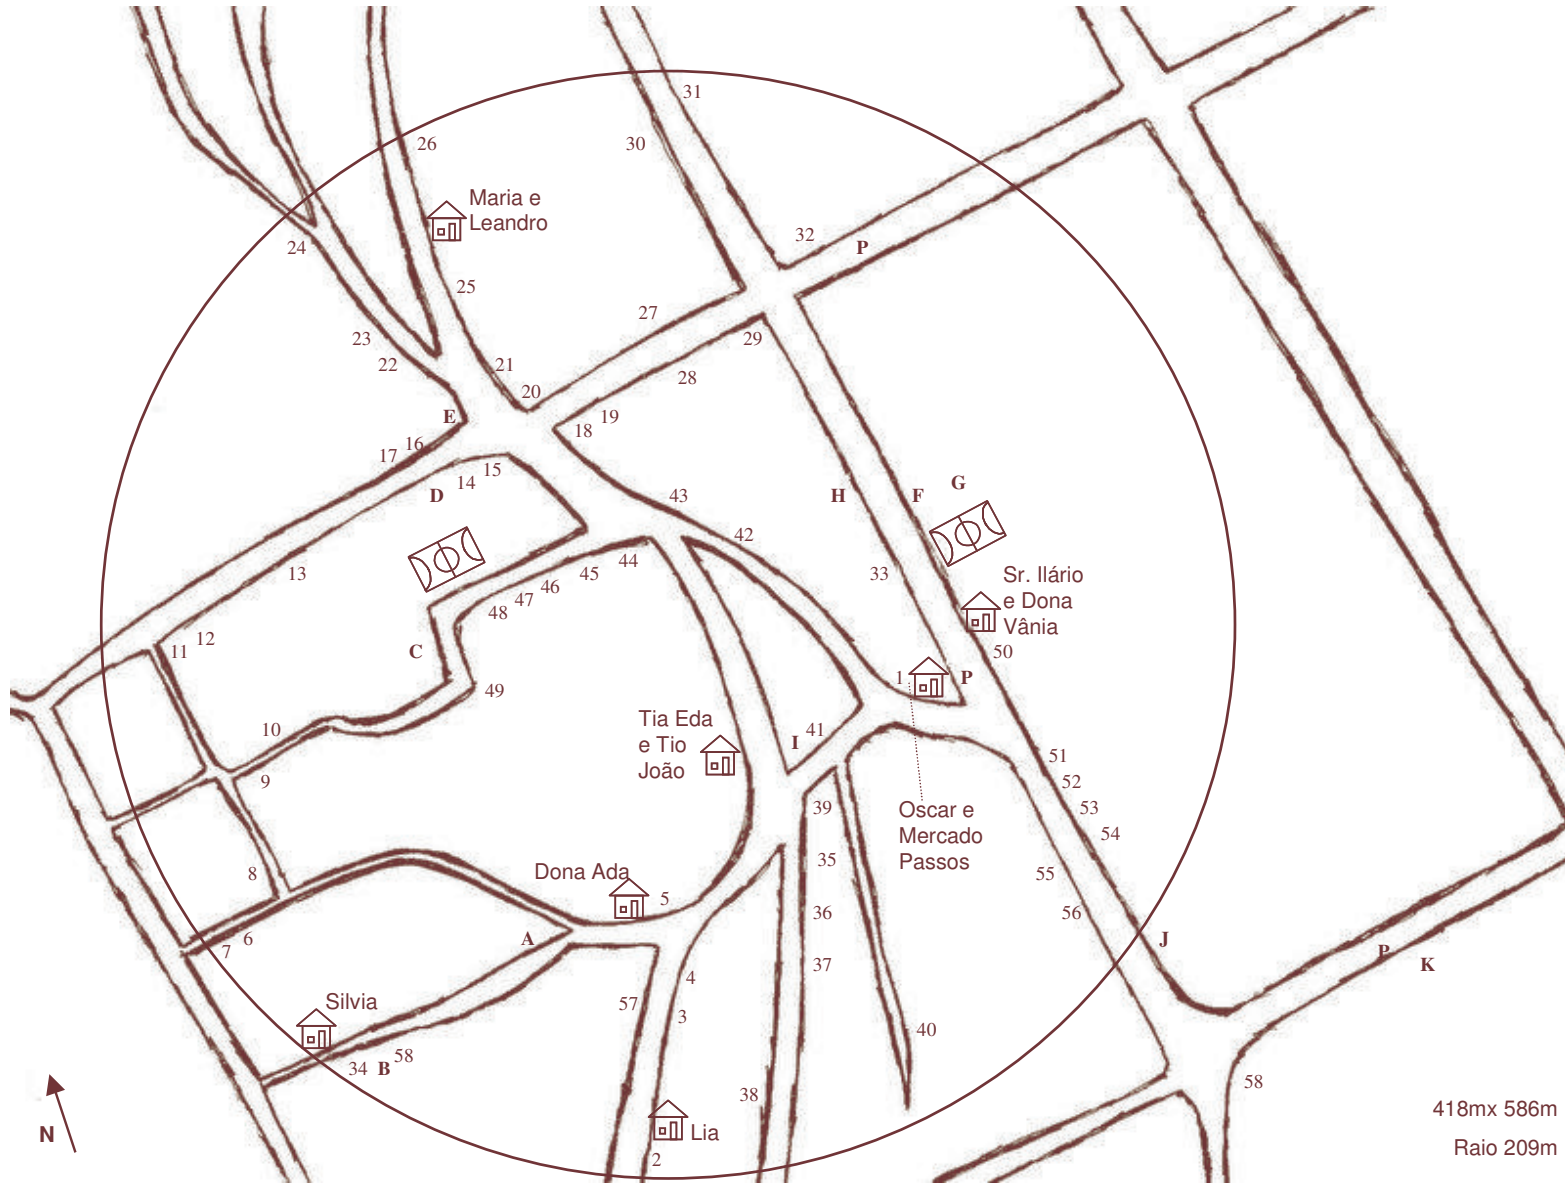 31
26
30
Maria e
Leandro
32
P
24
25
27
23
29
22
21
28
20
E
19
18
16
17
15
14
D
43
H
F
G
42
44
45
33
13
46
47
48
Sr. Ilário
e Dona
Vânia
12
11
C
50
1
P
49
Tia Eda
e Tio
João
10
41
I
9
51
52
39
Oscar e
Mercado
Passos
53
54
35
8
Dona Ada
55
5
36
56
6
7
A
J
P
K
37
4
Silvia
57
3
40
58
34
B
58
38
418mx 586m
N
Lia
Raio 209m
2